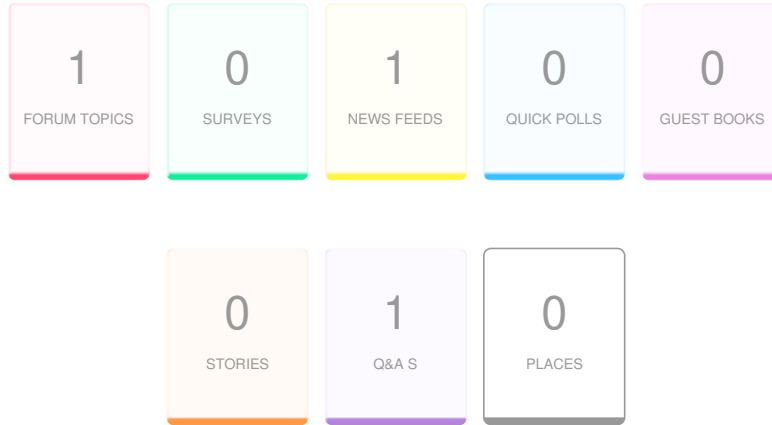 1 0 1 0 0
FORUM TOPICS SURVEYS NEWS FEEDS QUICK POLLS GUEST BOOKS
0 1 0
STORIES Q&A S PLACES